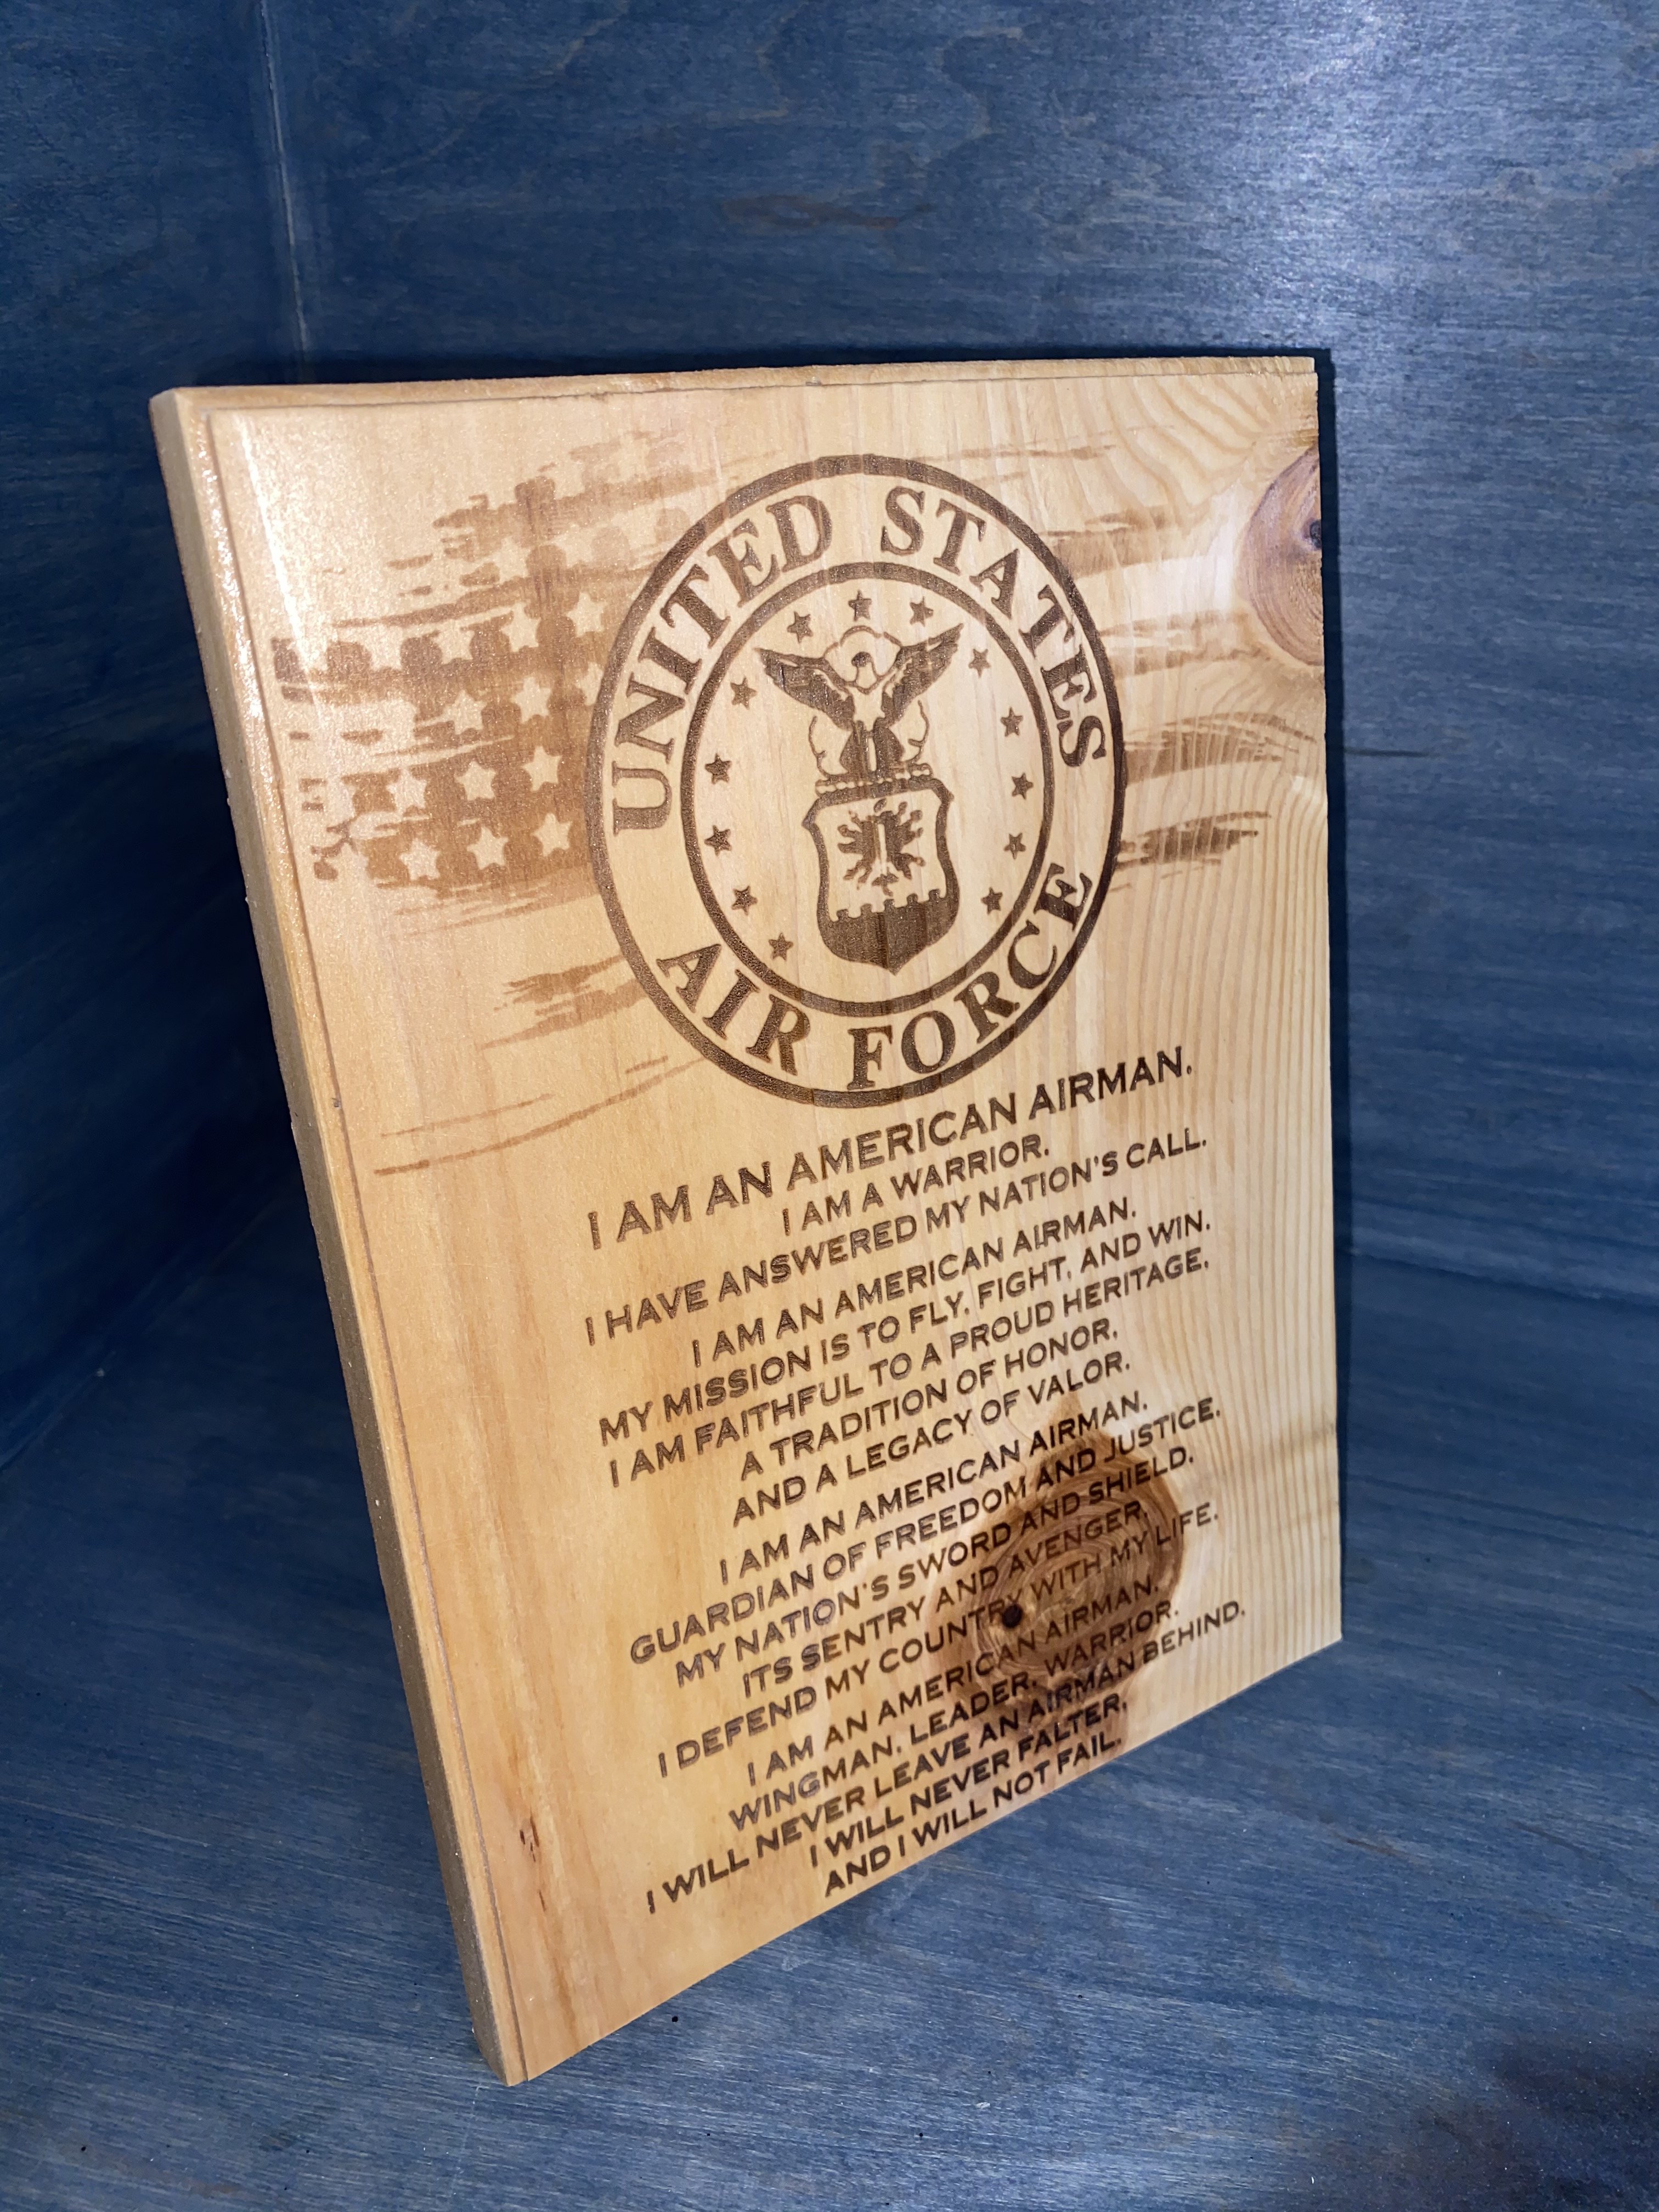 UNITED STATES
AIR FORCE
I AM AN AMERICAN AIRMAN.
I AM A WARRIOR.
I HAVE ANSWERED MY NATION'S CALL.
I AM AN AMERICAN AIRMAN.
MY MISSION IS TO FLY, FIGHT, AND WIN.
I AM FAITHFUL TO A PROUD HERITAGE,
A TRADITION OF HONOR,
AND A LEGACY OF VALOR.
I AM AN AMERICAN AIRMAN,
GUARDIAN OF FREEDOM AND JUSTICE,
MY NATION'S SWORD AND SHIELD,
ITS SENTRY AND AVENGER.
I DEFEND MY COUNTRY WITH MY LIFE.
I AM AN AMERICAN AIRMAN.
WINGMAN, LEADER, WARRIOR.
I WILL NEVER LEAVE AN AIRMAN BEHIND,
I WILL NEVER FALTER,
AND I WILL NOT FAIL.